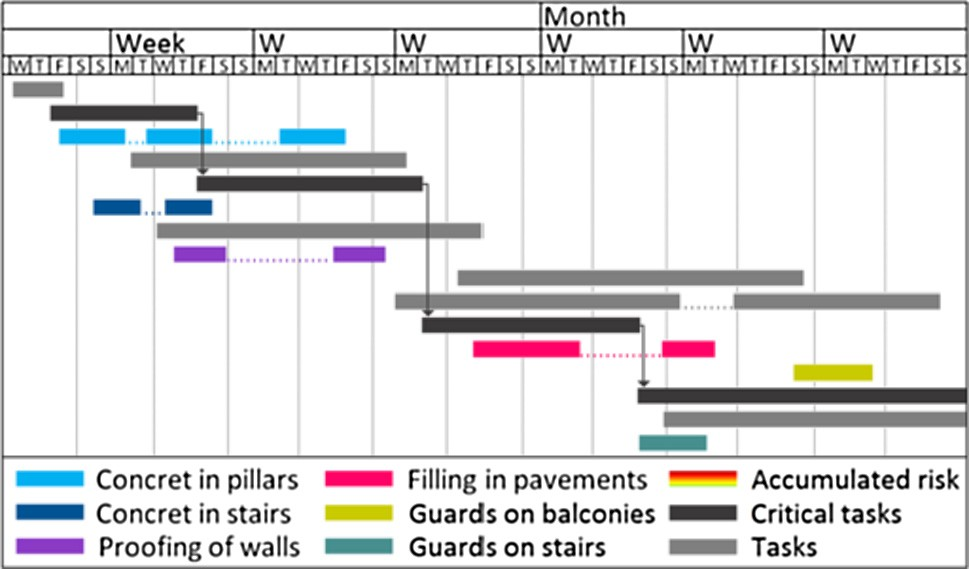 Month
Week W W W W W
W T F S S M T W T F S S M T W T F S S M T W T F S S M T W T F S S M T W T F S S M T W T F S S
Concret in pillars Filling in pavements Accumulated risk
Concret in stairs Guards on balconies Critical tasks
Proofing of walls Guards on stairs Tasks